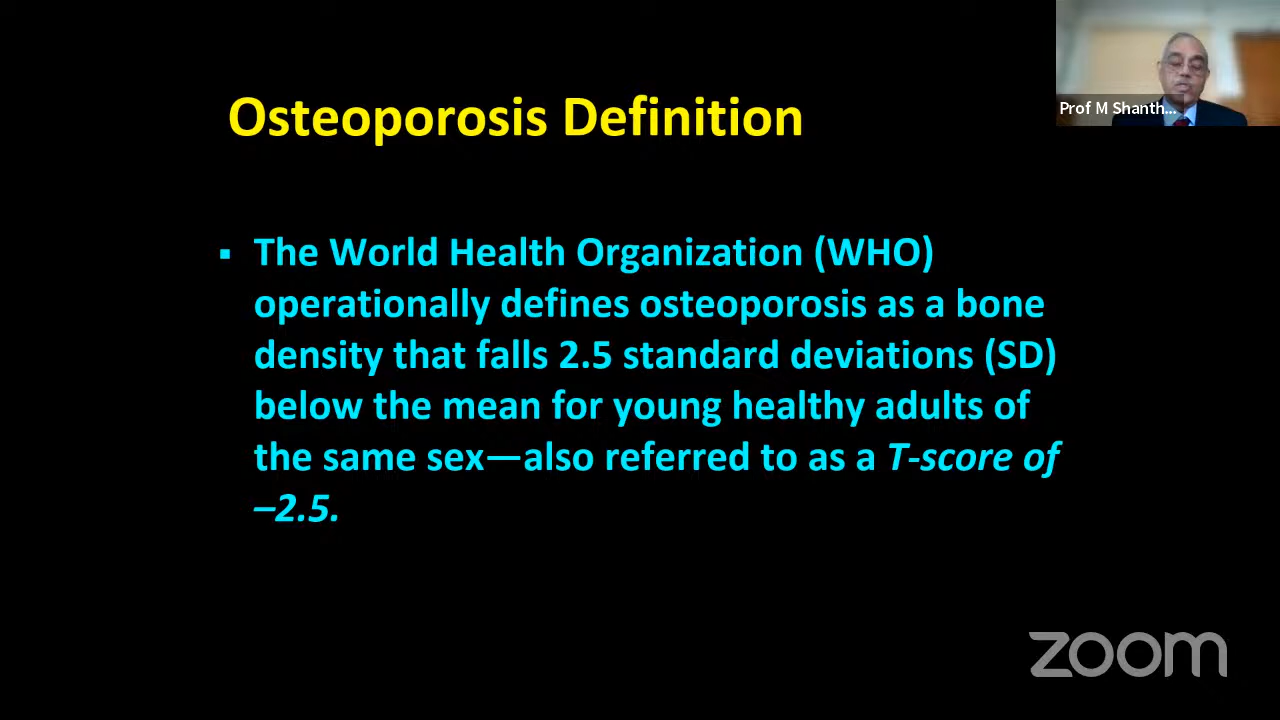 Osteoporosis Definition
Prof M Shanth...
▪ The World Health Organization (WHO)
operationally defines osteoporosis as a bone
density that falls 2.5 standard deviations (SD)
below the mean for young healthy adults of
the same sex—also referred to as a T-score of
–2.5.
zoom